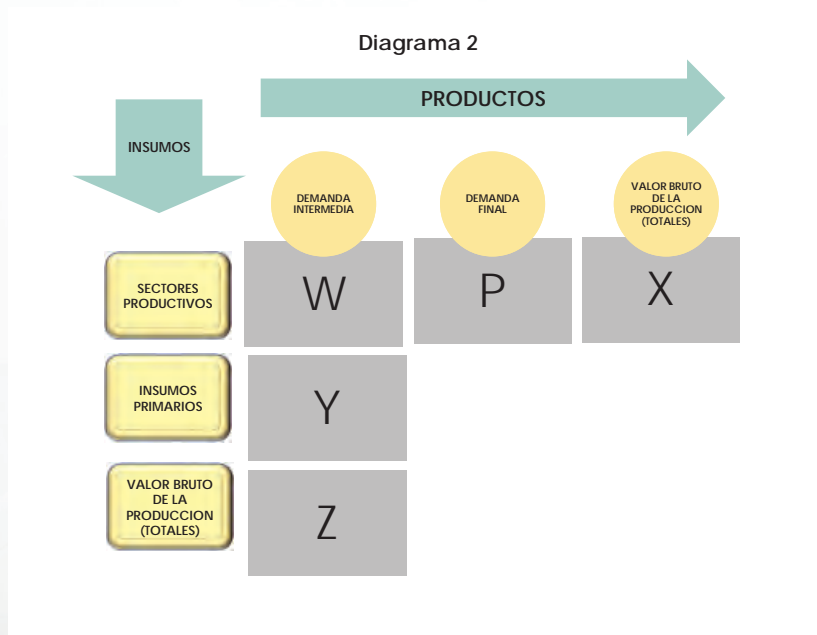 Diagrama 2
PRODUCTOS
INSUMOS
DEMANDA
INTERMEDIA
DEMANDA
FINAL
VALOR BRUTO
DE LA
PRODUCCION
(TOTALES)
SECTORES
PRODUCTIVOS
W
P
X
INSUMOS
PRIMARIOS
Y
VALOR BRUTO
DE LA
PRODUCCION
(TOTALES)
Z